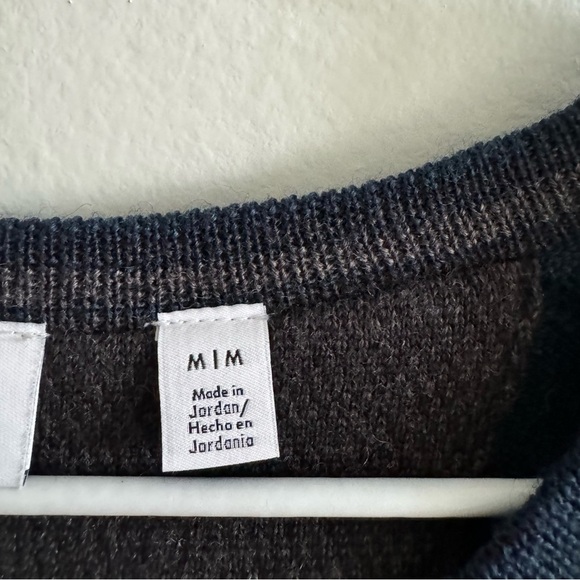 M | M
Made in
Jordan/
Hecho en
Jordania